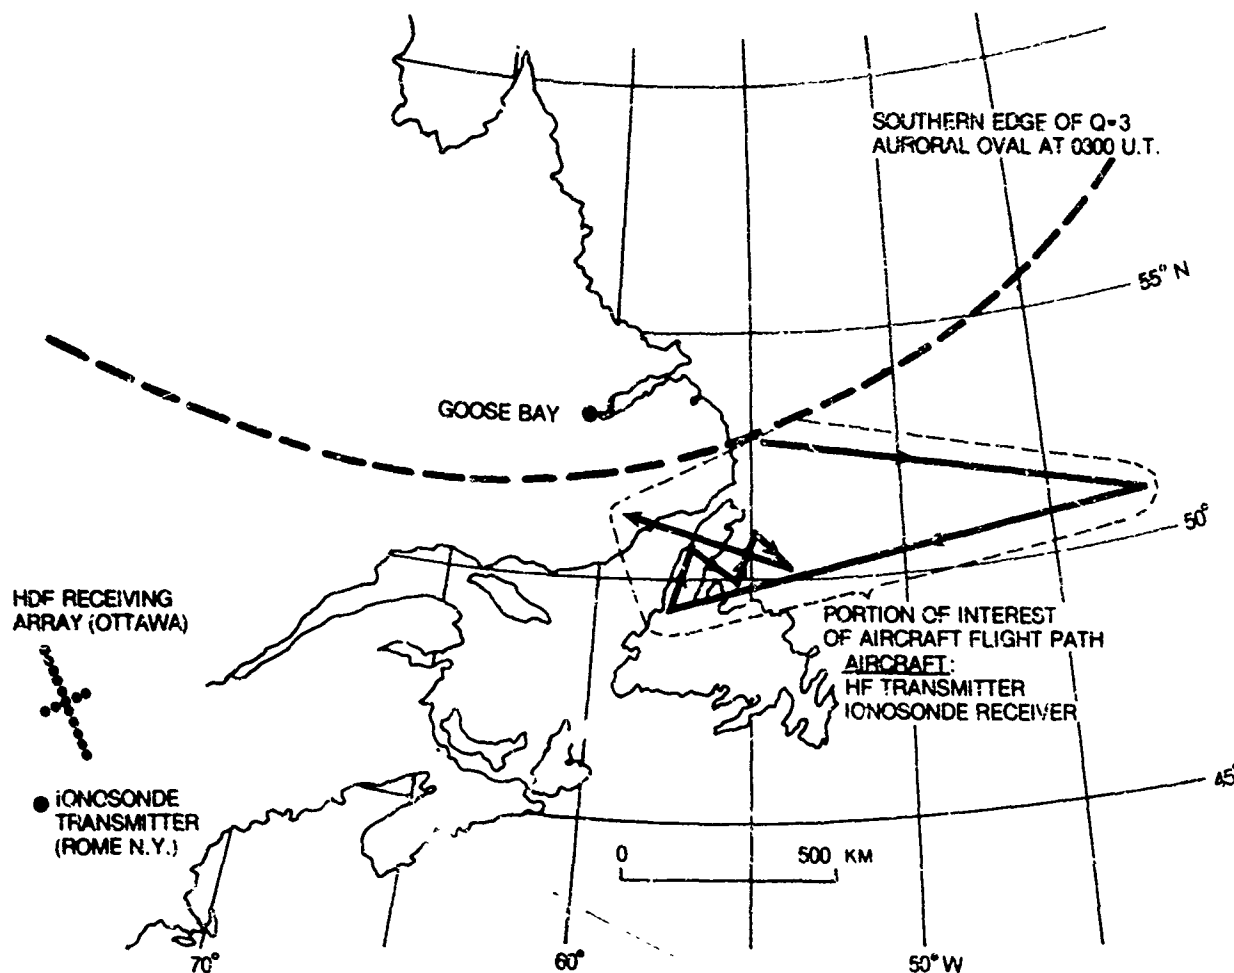 SOUTHERN EDGE OF Q=3
AURORAL OVAL AT 0300 U.T.
55° N
GOOSE BAY
50°
HDF RECEIVING
ARRAY (OTTAWA)
PORTION OF INTEREST
OF AIRCRAFT FLIGHT PATH
AIRCRAFT:
HF TRANSMITTER
IONOSONDE RECEIVER
45°
IONOSONDE
TRANSMITTER
(ROME N.Y.)
0 500 KM
70° 60° 50° W